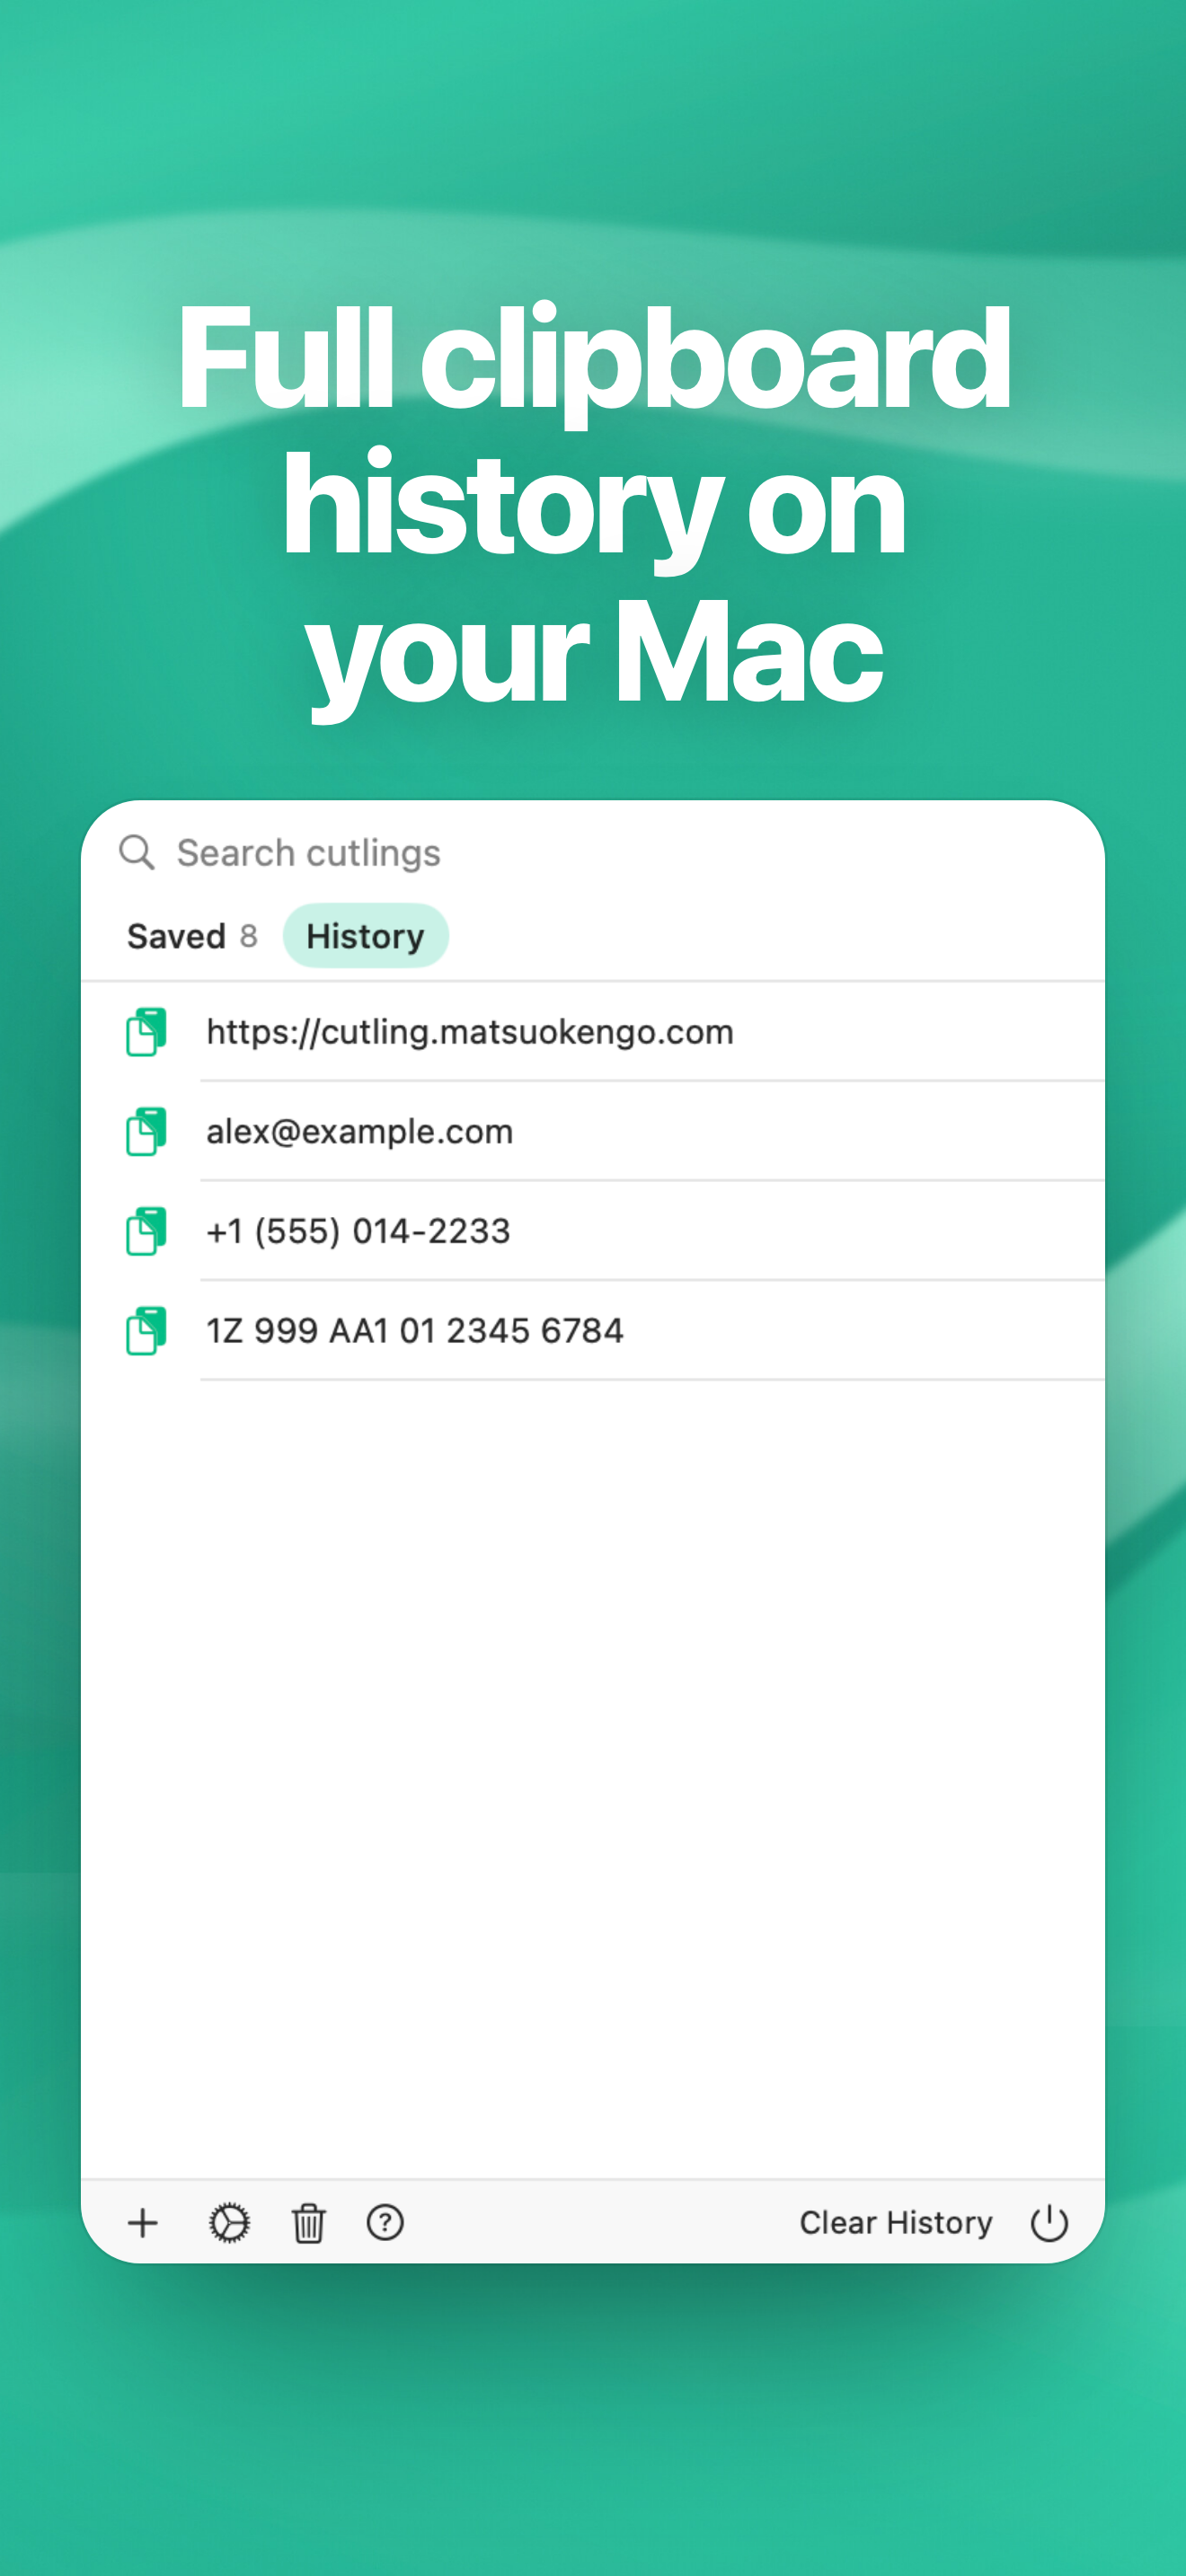 Full clipboard
history on
your Mac
Search cutlings
Saved 8 History
https://cutling.matsuokengo.com
alex@example.com
+1 (555) 014-2233
1Z 999 AA1 01 2345 6784
Clear History